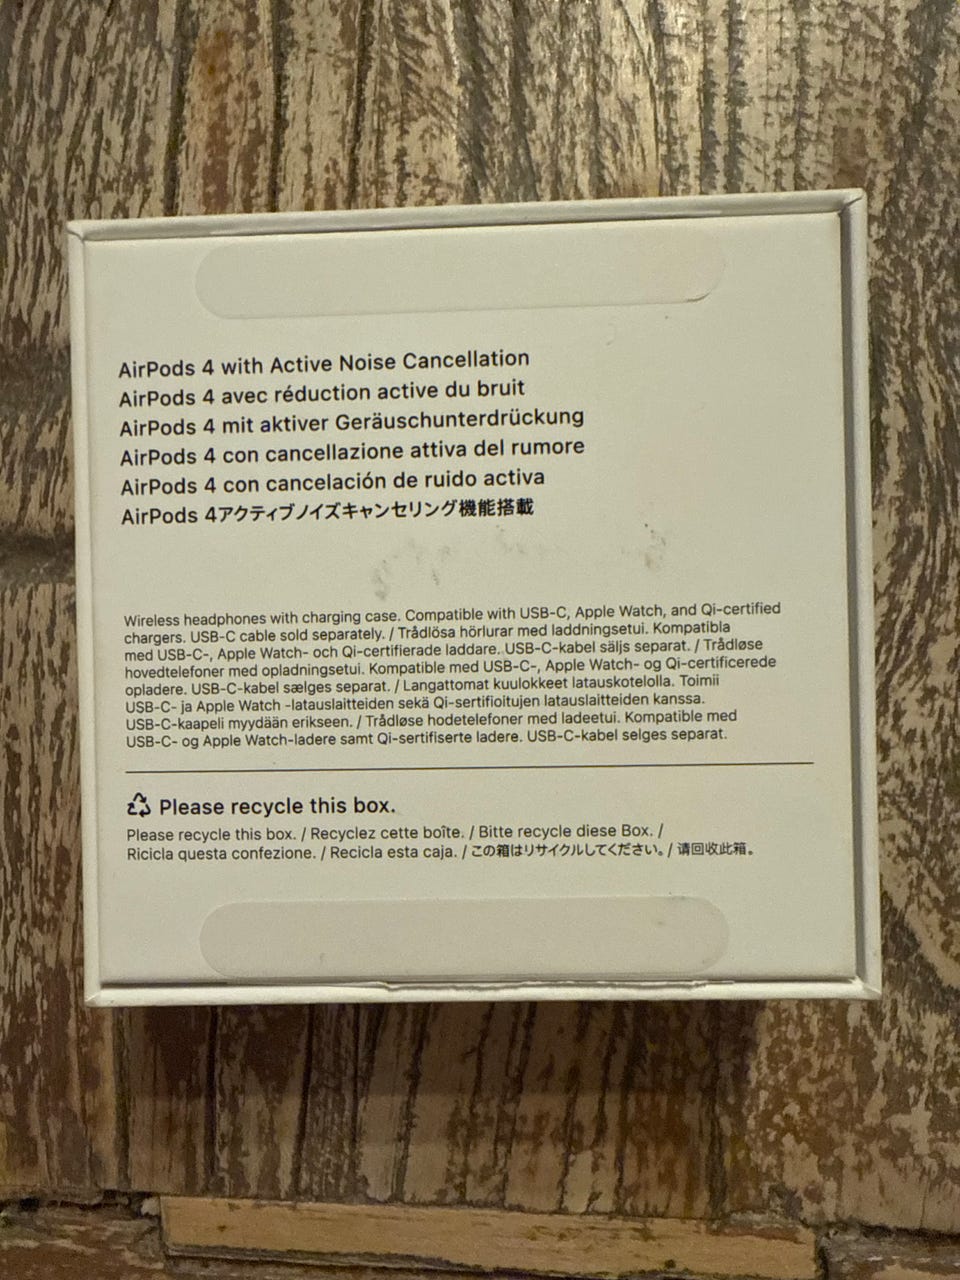 AirPods 4 with Active Noise Cancellation
AirPods 4 avec réduction active du bruit
AirPods 4 mit aktiver Geräuschunterdrückung
AirPods 4 con cancellazione attiva del rumore
AirPods 4 con cancelación de ruido activa
AirPods 4アクティブノイズキャンセリング機能搭載
Wireless headphones with charging case. Compatible with USB-C, Apple Watch, and Qi-certified
chargers. USB-C cable sold separately. / Trådlösa hörlurar med laddningsetui. Kompatibla
med USB-C-, Apple Watch- och Qi-certifierade laddare. USB-C-kabel säljs separat. / Trådløse
hovedtelefoner med opladningsetui. Kompatible med USB-C-, Apple Watch- og Qi-certificerede
opladere. USB-C-kabel sælges separat. / Langattomat kuulokkeet latauskotelolla. Toimii
USB-C- ja Apple Watch -latauslaitteiden sekä Qi-sertifioitujen latauslaitteiden kanssa.
USB-C-kaapeli myydään erikseen. / Trådløse hodetelefoner med ladeetui. Kompatible med
USB-C- og Apple Watch-ladere samt Qi-sertifiserte ladere. USB-C-kabel selges separat.
Please recycle this box.
Please recycle this box. / Recyclez cette boîte. / Bitte recycle diese Box. /
Ricicla questa confezione. / Recicla esta caja. / この箱はリサイクルしてください。/ 请回收此箱。